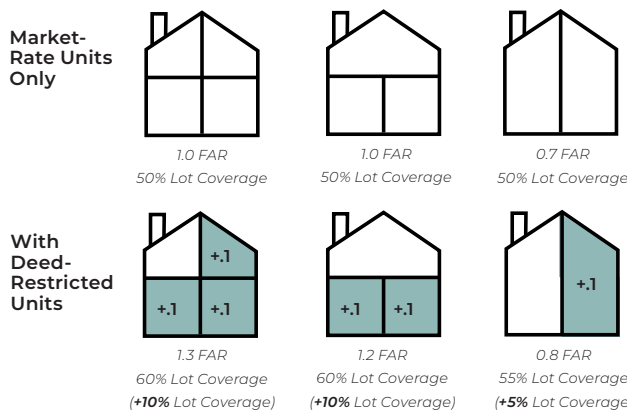 Market-
Rate Units
Only
1.0 FAR
50% Lot Coverage
1.0 FAR
50% Lot Coverage
0.7 FAR
50% Lot Coverage
With
Deed-
Restricted
Units
+.1
+.1
+.1
1.3 FAR
60% Lot Coverage
(+10% Lot Coverage)
+.1
+.1
1.2 FAR
60% Lot Coverage
(+10% Lot Coverage)
+.1
0.8 FAR
55% Lot Coverage
(+5% Lot Coverage